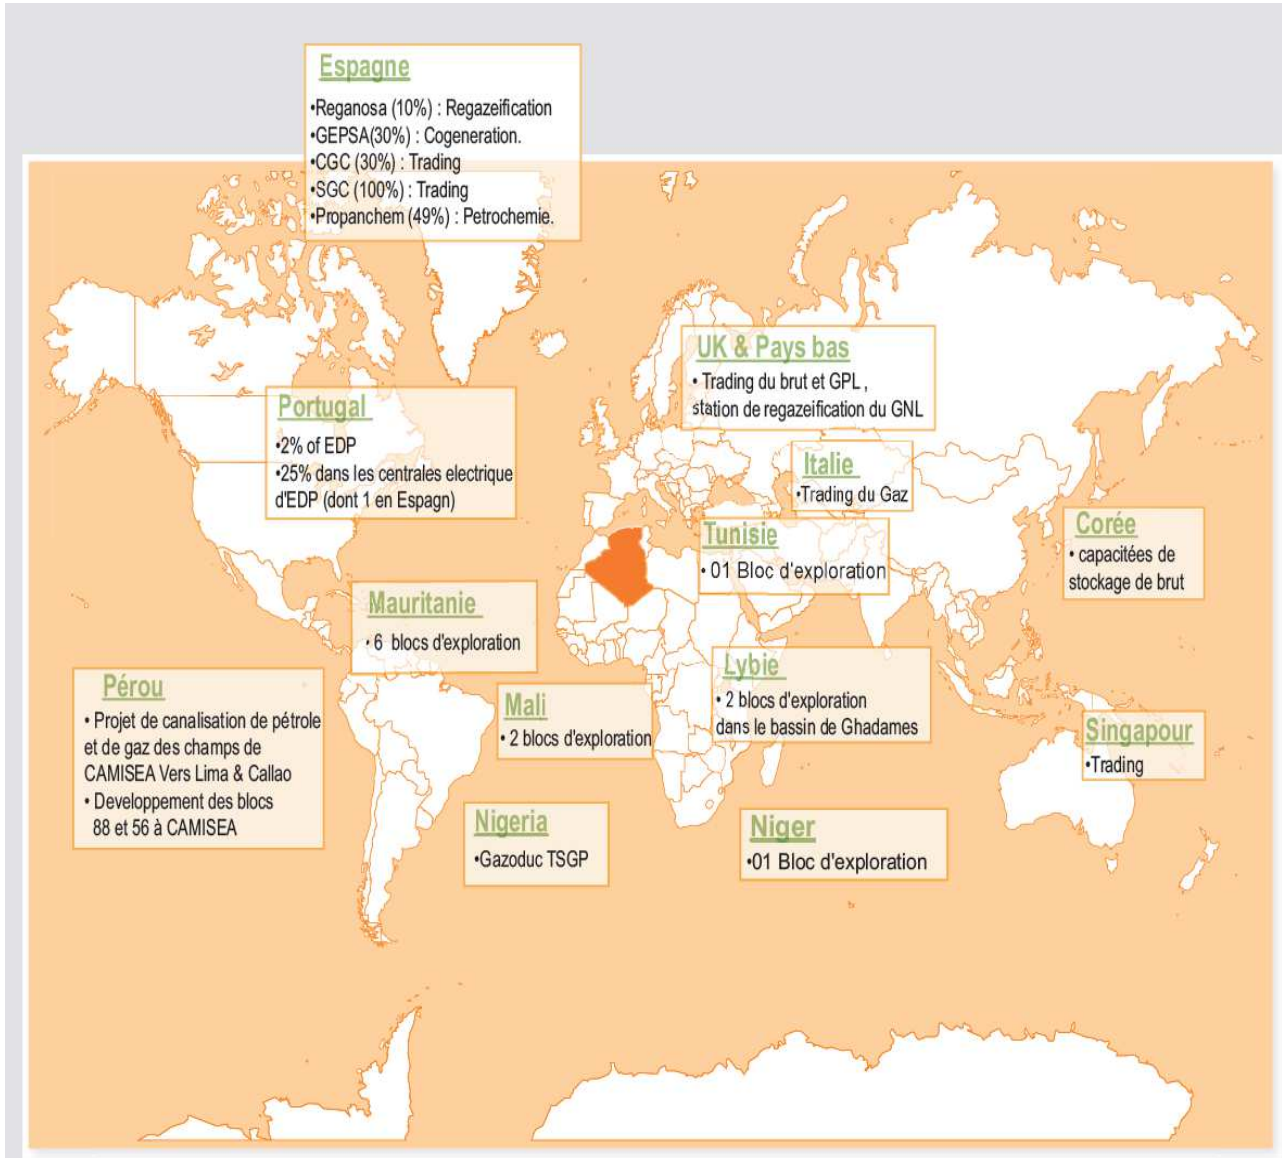 Espagne
•Reganosa (10%) : Regazeification
•GEPSA(30%) : Cogeneration.
•CGC (30%) : Trading
•SGC (100%) : Trading
•Propanchem (49%) : Petrochemie.
UK & Pays bas
• Trading du brut et GPL ,
station de regazeification du GNL
Portugal
•2% of EDP
•25% dans les centrales electrique
d'EDP (dont 1 en Espagn)
Italie
•Trading du Gaz
Tunisie
• 01 Bloc d'exploration
Corée
• capacitées de
stockage de brut
Mauritanie
• 6 blocs d'exploration
Pérou
• Projet de canalisation de pétrole
et de gaz des champs de
CAMISEA Vers Lima & Callao
• Developpement des blocs
88 et 56 à CAMISEA
Mali
• 2 blocs d'exploration
Lybie
• 2 blocs d'exploration
dans le bassin de Ghadames
Singapour
•Trading
Nigeria
•Gazoduc TSGP
Niger
•01 Bloc d'exploration